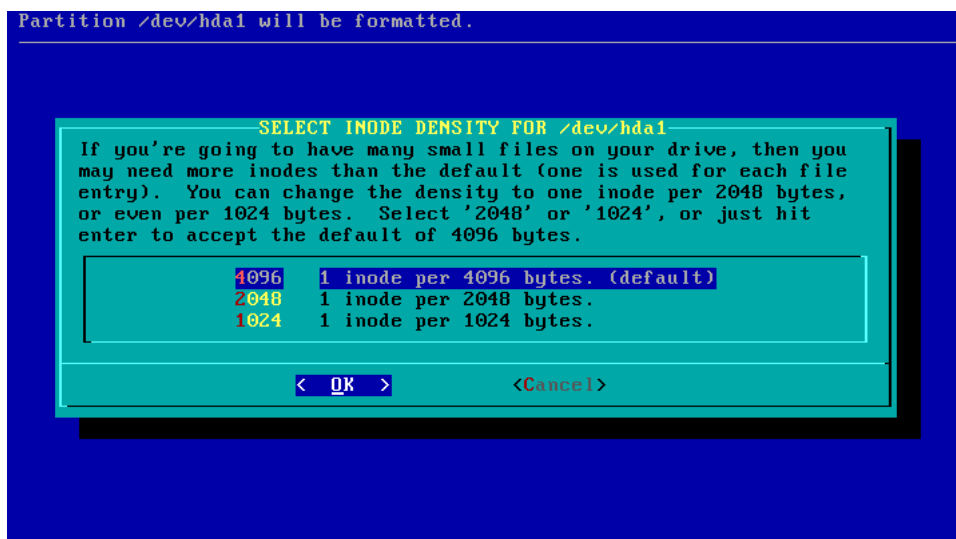 Partition /dev/hda1 will be formatted.
SELECT INODE DENSITY FOR /dev/hda1
If you're going to have many small files on your drive, then you
may need more inodes than the default (one is used for each file
entry).  You can change the density to one inode per 2048 bytes,
or even per 1024 bytes.  Select '2048' or '1024', or just hit
enter to accept the default of 4096 bytes.
4096 1 inode per 4096 bytes. (default)
2048 1 inode per 2048 bytes.
1024 1 inode per 1024 bytes.
< OK > <Cancel>